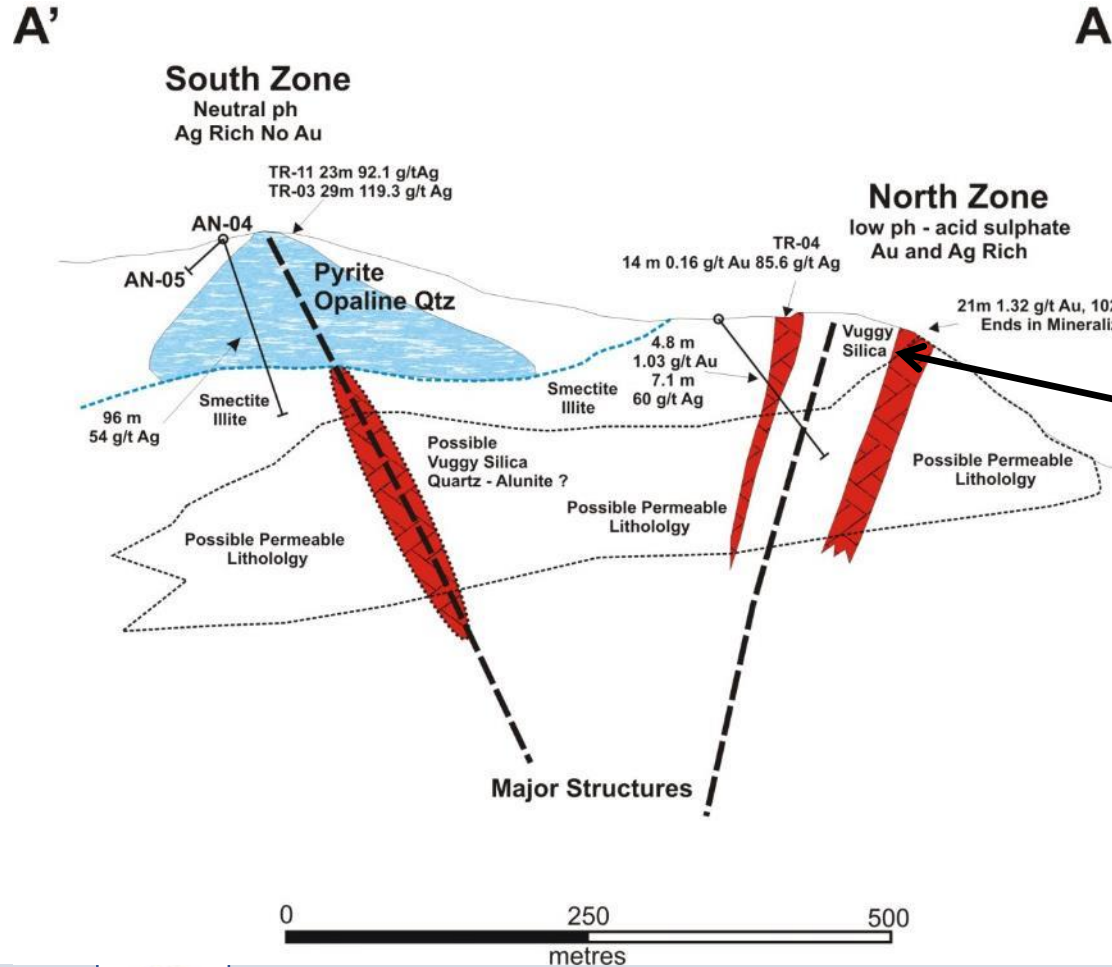 A'
A
South Zone
Neutral ph
Ag Rich No Au
TR-11 23m 92.1 g/tAg
TR-03 29m 119.3 g/t Ag
AN-04
AN-05
Pyrite
Opaline Qtz
96 m
54 g/t Ag
Smectite
Illite
North Zone
low ph - acid sulphate
Au and Ag Rich
TR-04
14 m 0.16 g/t Au 85.6 g/t Ag
21m 1.32 g/t Au, 102
Ends in Mineraliz
Vuggy
Silica
4.8 m
1.03 g/t Au
7.1 m
60 g/t Ag
Smectite
Illite
Possible
Vuggy Silica
Quartz - Alunite ?
Possible Permeable
Lithololgy
Possible Permeable
Lithololgy
Possible Permeable
Lithololgy
Major Structures
0 250 500
metres